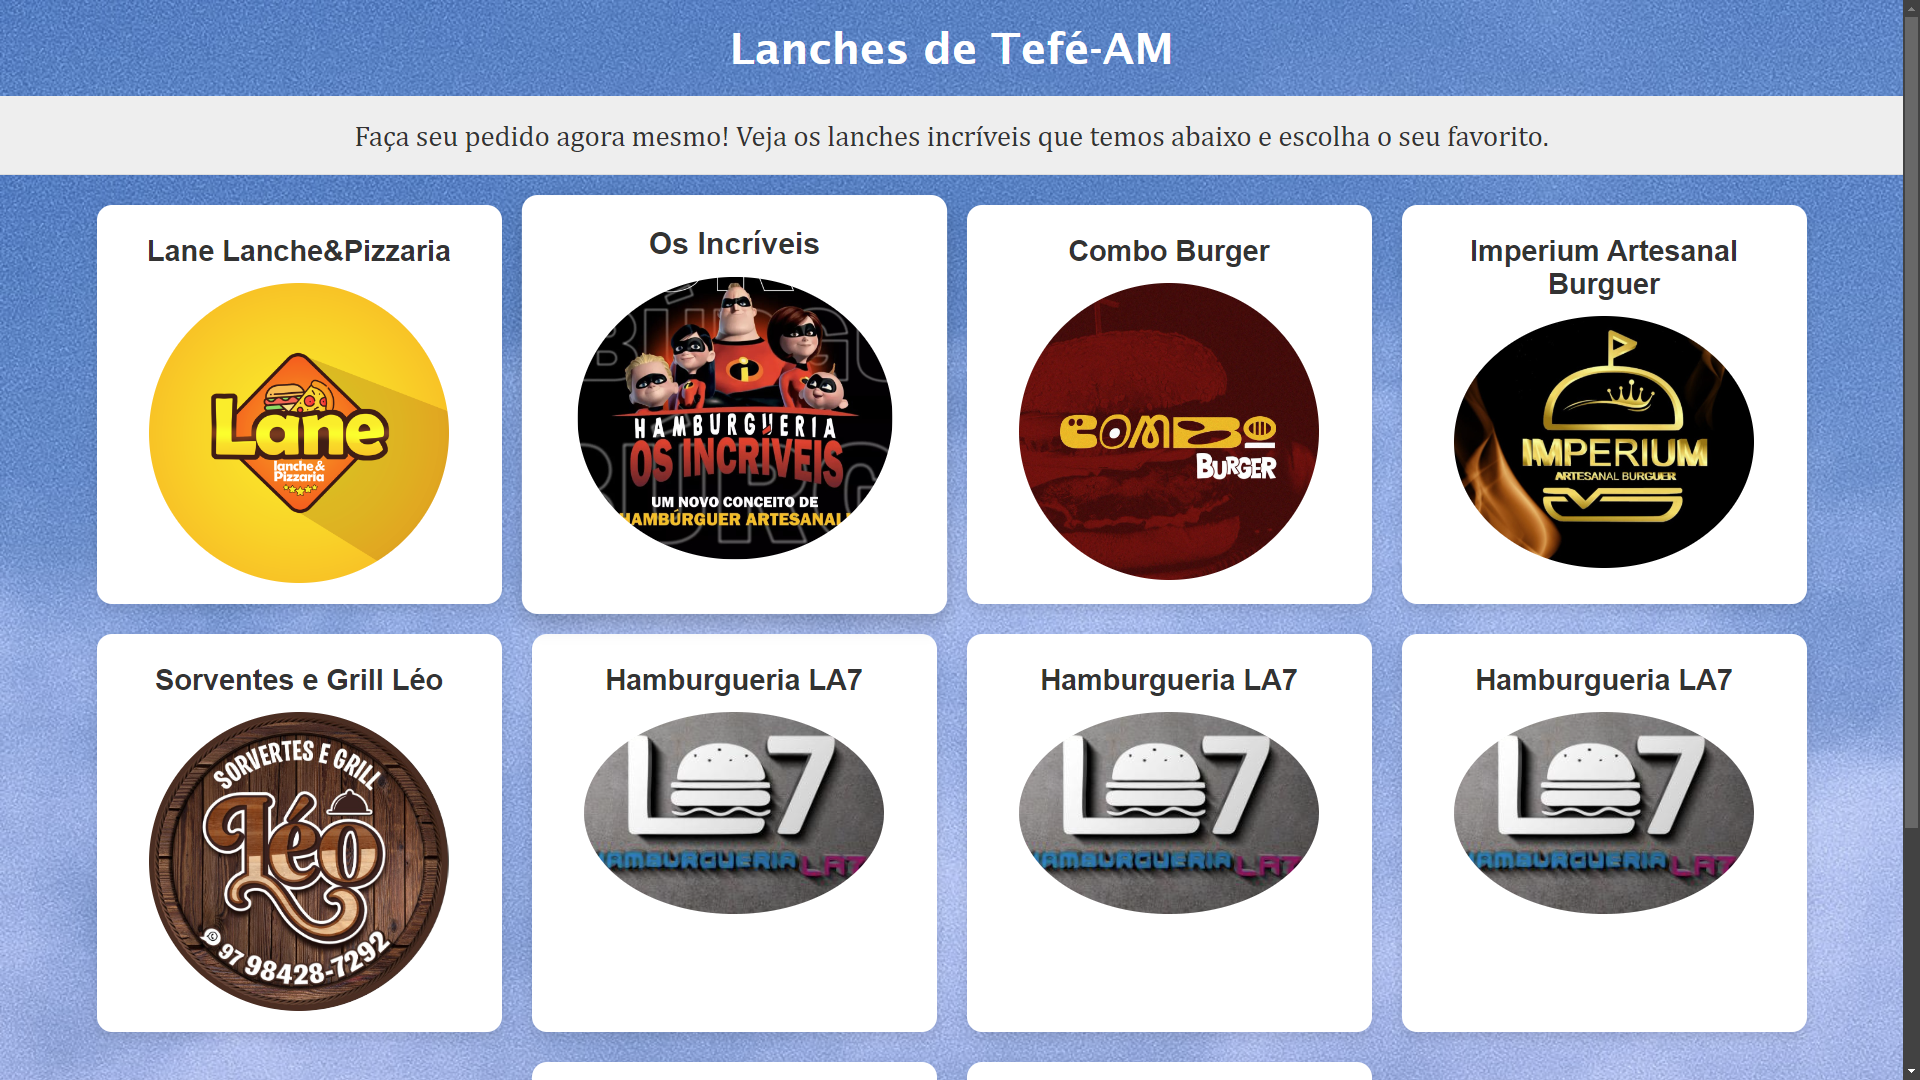 Lanches de Tefé-AM
Faça seu pedido agora mesmo! Veja os lanches incríveis que temos abaixo e escolha o seu favorito.
Lane Lanche&Pizzaria
Lane
lanche &
Pizzaria
Os Incríveis
HAMBURGUERIA
OS INCRÍVEIS
UM NOVO CONCEITO DE
HAMBÚRGUER ARTESANAL
Combo Burger
COMBO
BURGER
Imperium Artesanal
Burguer
IMPERIUM
ARTESANAL BURGUER
Sorventes e Grill Léo
SORVERTES E GRILL
Léo
97 98428-7292
Hamburgueria LA7
LA7
HAMBURGUERIA LA7
Hamburgueria LA7
LA7
HAMBURGUERIA LA7
Hamburgueria LA7
LA7
HAMBURGUERIA LA7